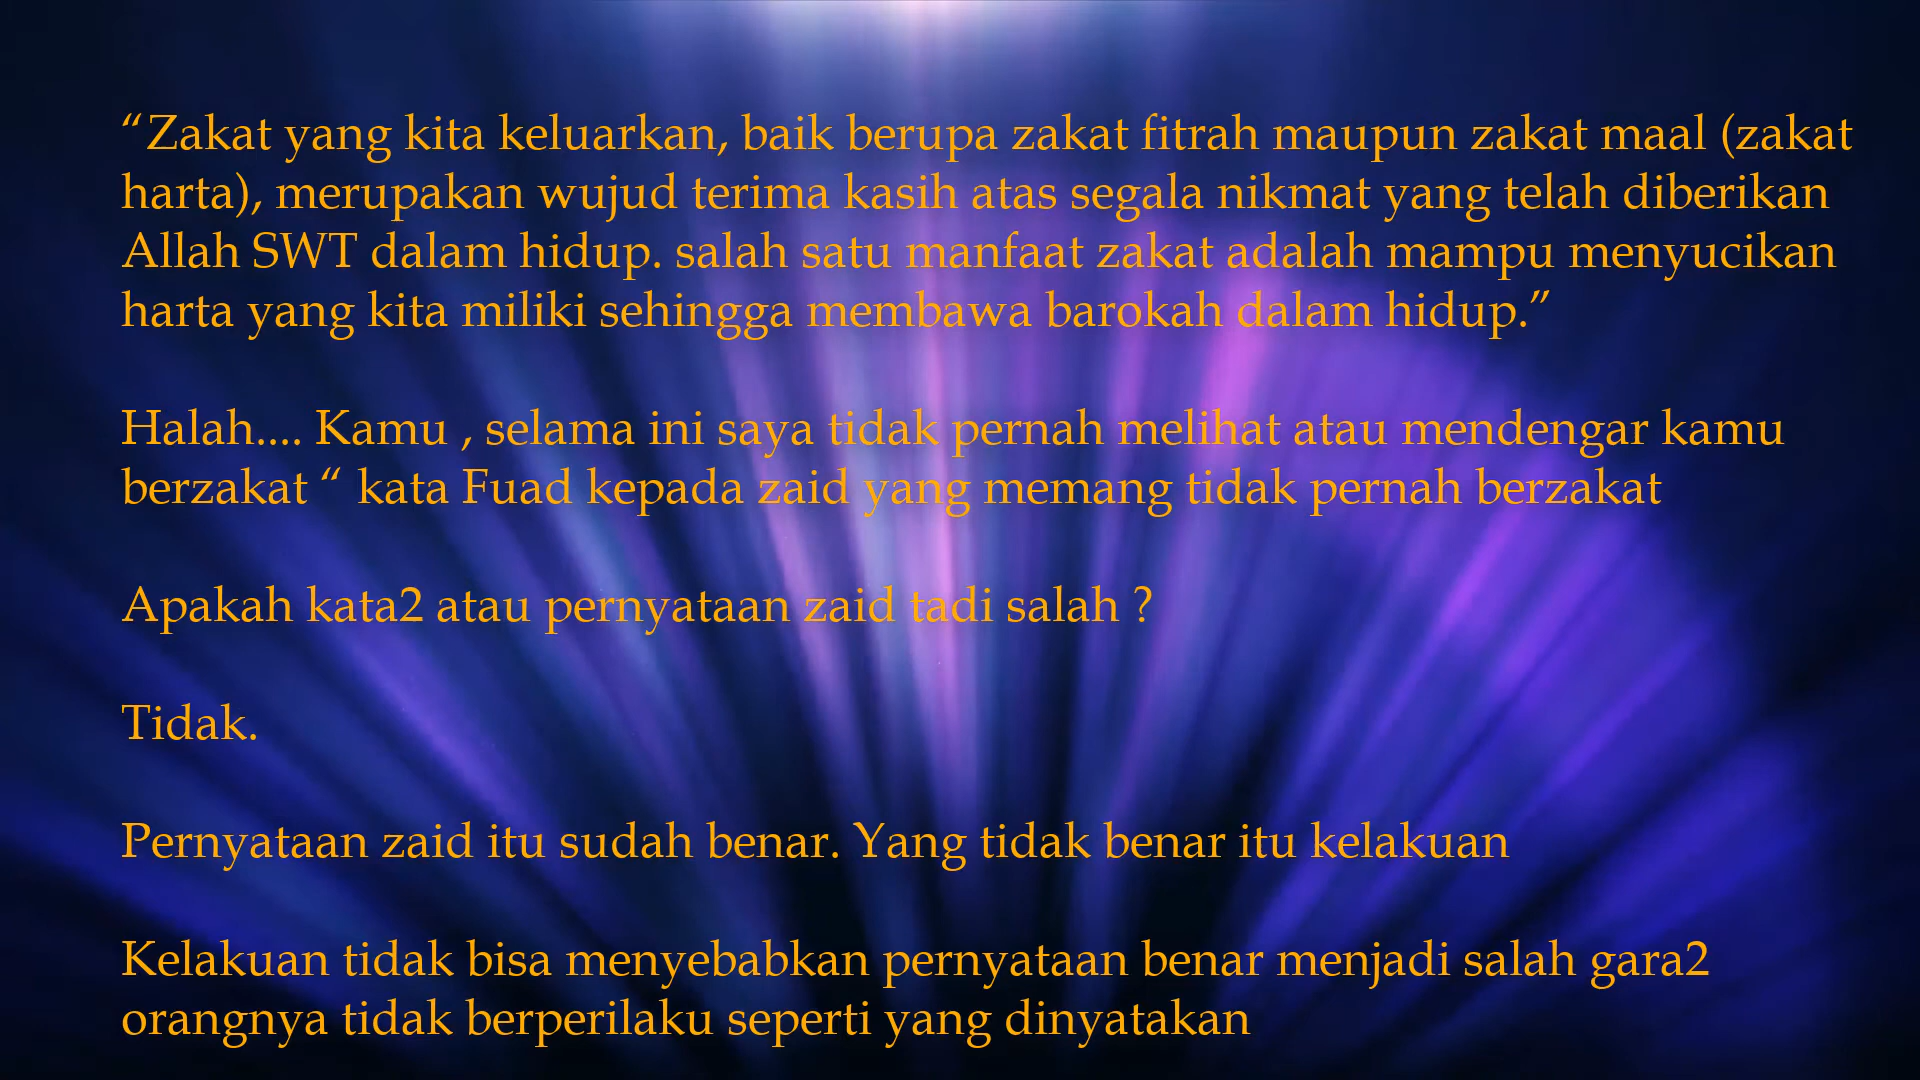 “Zakat yang kita keluarkan, baik berupa zakat fitrah maupun zakat maal (zakat
harta), merupakan wujud terima kasih atas segala nikmat yang telah diberikan
Allah SWT dalam hidup. salah satu manfaat zakat adalah mampu menyucikan
harta yang kita miliki sehingga membawa barokah dalam hidup.”
Halah.... Kamu , selama ini saya tidak pernah melihat atau mendengar kamu
berzakat “ kata Fuad kepada zaid yang memang tidak pernah berzakat
Apakah kata2 atau pernyataan zaid tadi salah ?
Tidak.
Pernyataan zaid itu sudah benar. Yang tidak benar itu kelakuan
Kelakuan tidak bisa menyebabkan pernyataan benar menjadi salah gara2
orangnya tidak berperilaku seperti yang dinyatakan